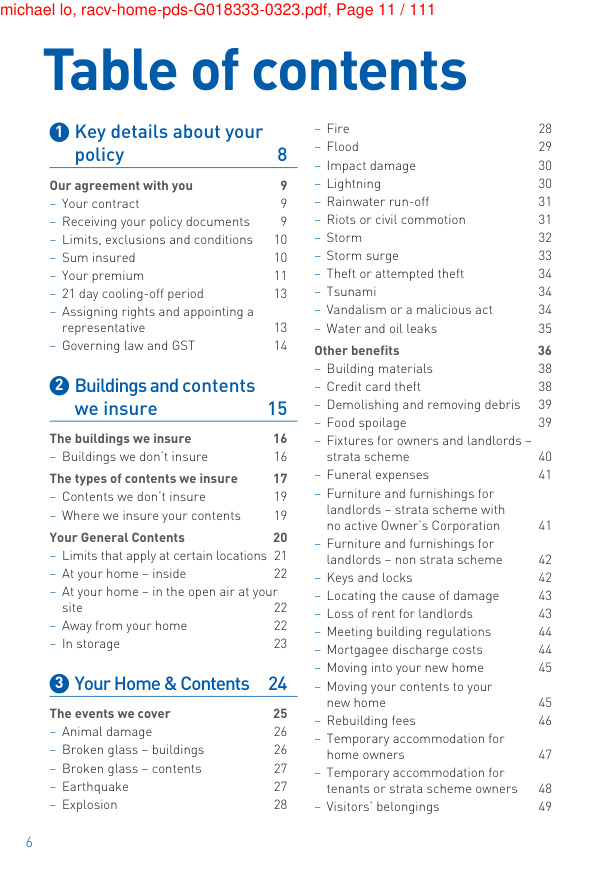 michael lo, racv-home-pds-G018333-0323.pdf, Page 11 / 111
Table of contents
1 Key details about your
policy 8
Our agreement with you 9
– Your contract 9
– Receiving your policy documents 9
– Limits, exclusions and conditions 10
– Sum insured 10
– Your premium 11
– 21 day cooling-off period 13
– Assigning rights and appointing a
representative 13
– Governing law and GST 14
2 Buildings and contents
we insure 15
The buildings we insure 16
– Buildings we don’t insure 16
The types of contents we insure 17
– Contents we don’t insure 19
– Where we insure your contents 19
Your General Contents 20
– Limits that apply at certain locations 21
– At your home – inside 22
– At your home – in the open air at your
site 22
– Away from your home 22
– In storage 23
3 Your Home & Contents 24
The events we cover 25
– Animal damage 26
– Broken glass – buildings 26
– Broken glass – contents 27
– Earthquake 27
– Explosion 28
– Fire 28
– Flood 29
– Impact damage 30
– Lightning 30
– Rainwater run-off 31
– Riots or civil commotion 31
– Storm 32
– Storm surge 33
– Theft or attempted theft 34
– Tsunami 34
– Vandalism or a malicious act 34
– Water and oil leaks 35
Other benefits 36
– Building materials 38
– Credit card theft 38
– Demolishing and removing debris 39
– Food spoilage 39
– Fixtures for owners and landlords –
strata scheme 40
– Funeral expenses 41
– Furniture and furnishings for
landlords – strata scheme with
no active Owner’s Corporation 41
– Furniture and furnishings for
landlords – non strata scheme 42
– Keys and locks 42
– Locating the cause of damage 43
– Loss of rent for landlords 43
– Meeting building regulations 44
– Mortgagee discharge costs 44
– Moving into your new home 45
– Moving your contents to your
new home 45
– Rebuilding fees 46
– Temporary accommodation for
home owners 47
– Temporary accommodation for
tenants or strata scheme owners 48
– Visitors’ belongings 49
6